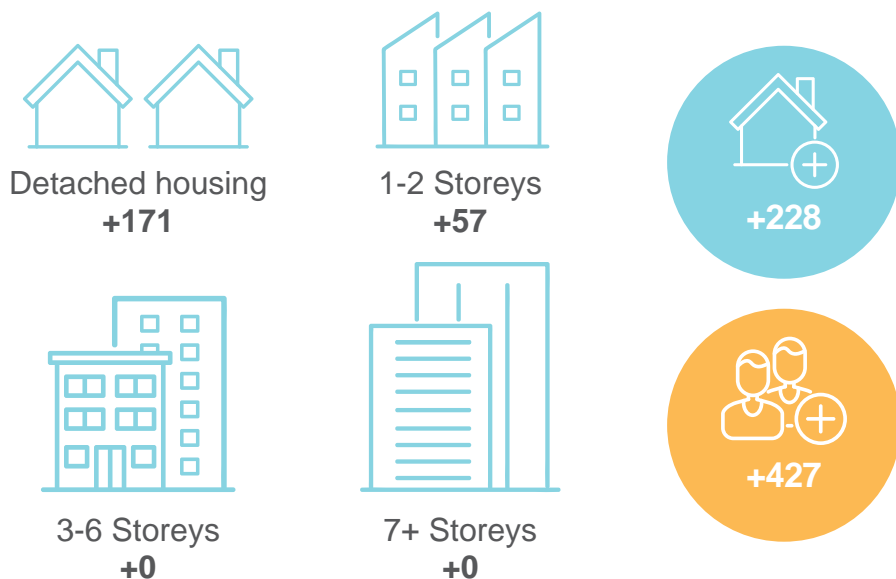 Detached housing
+171
1-2 Storeys
+57
+228
3-6 Storeys
+0
7+ Storeys
+0
+427